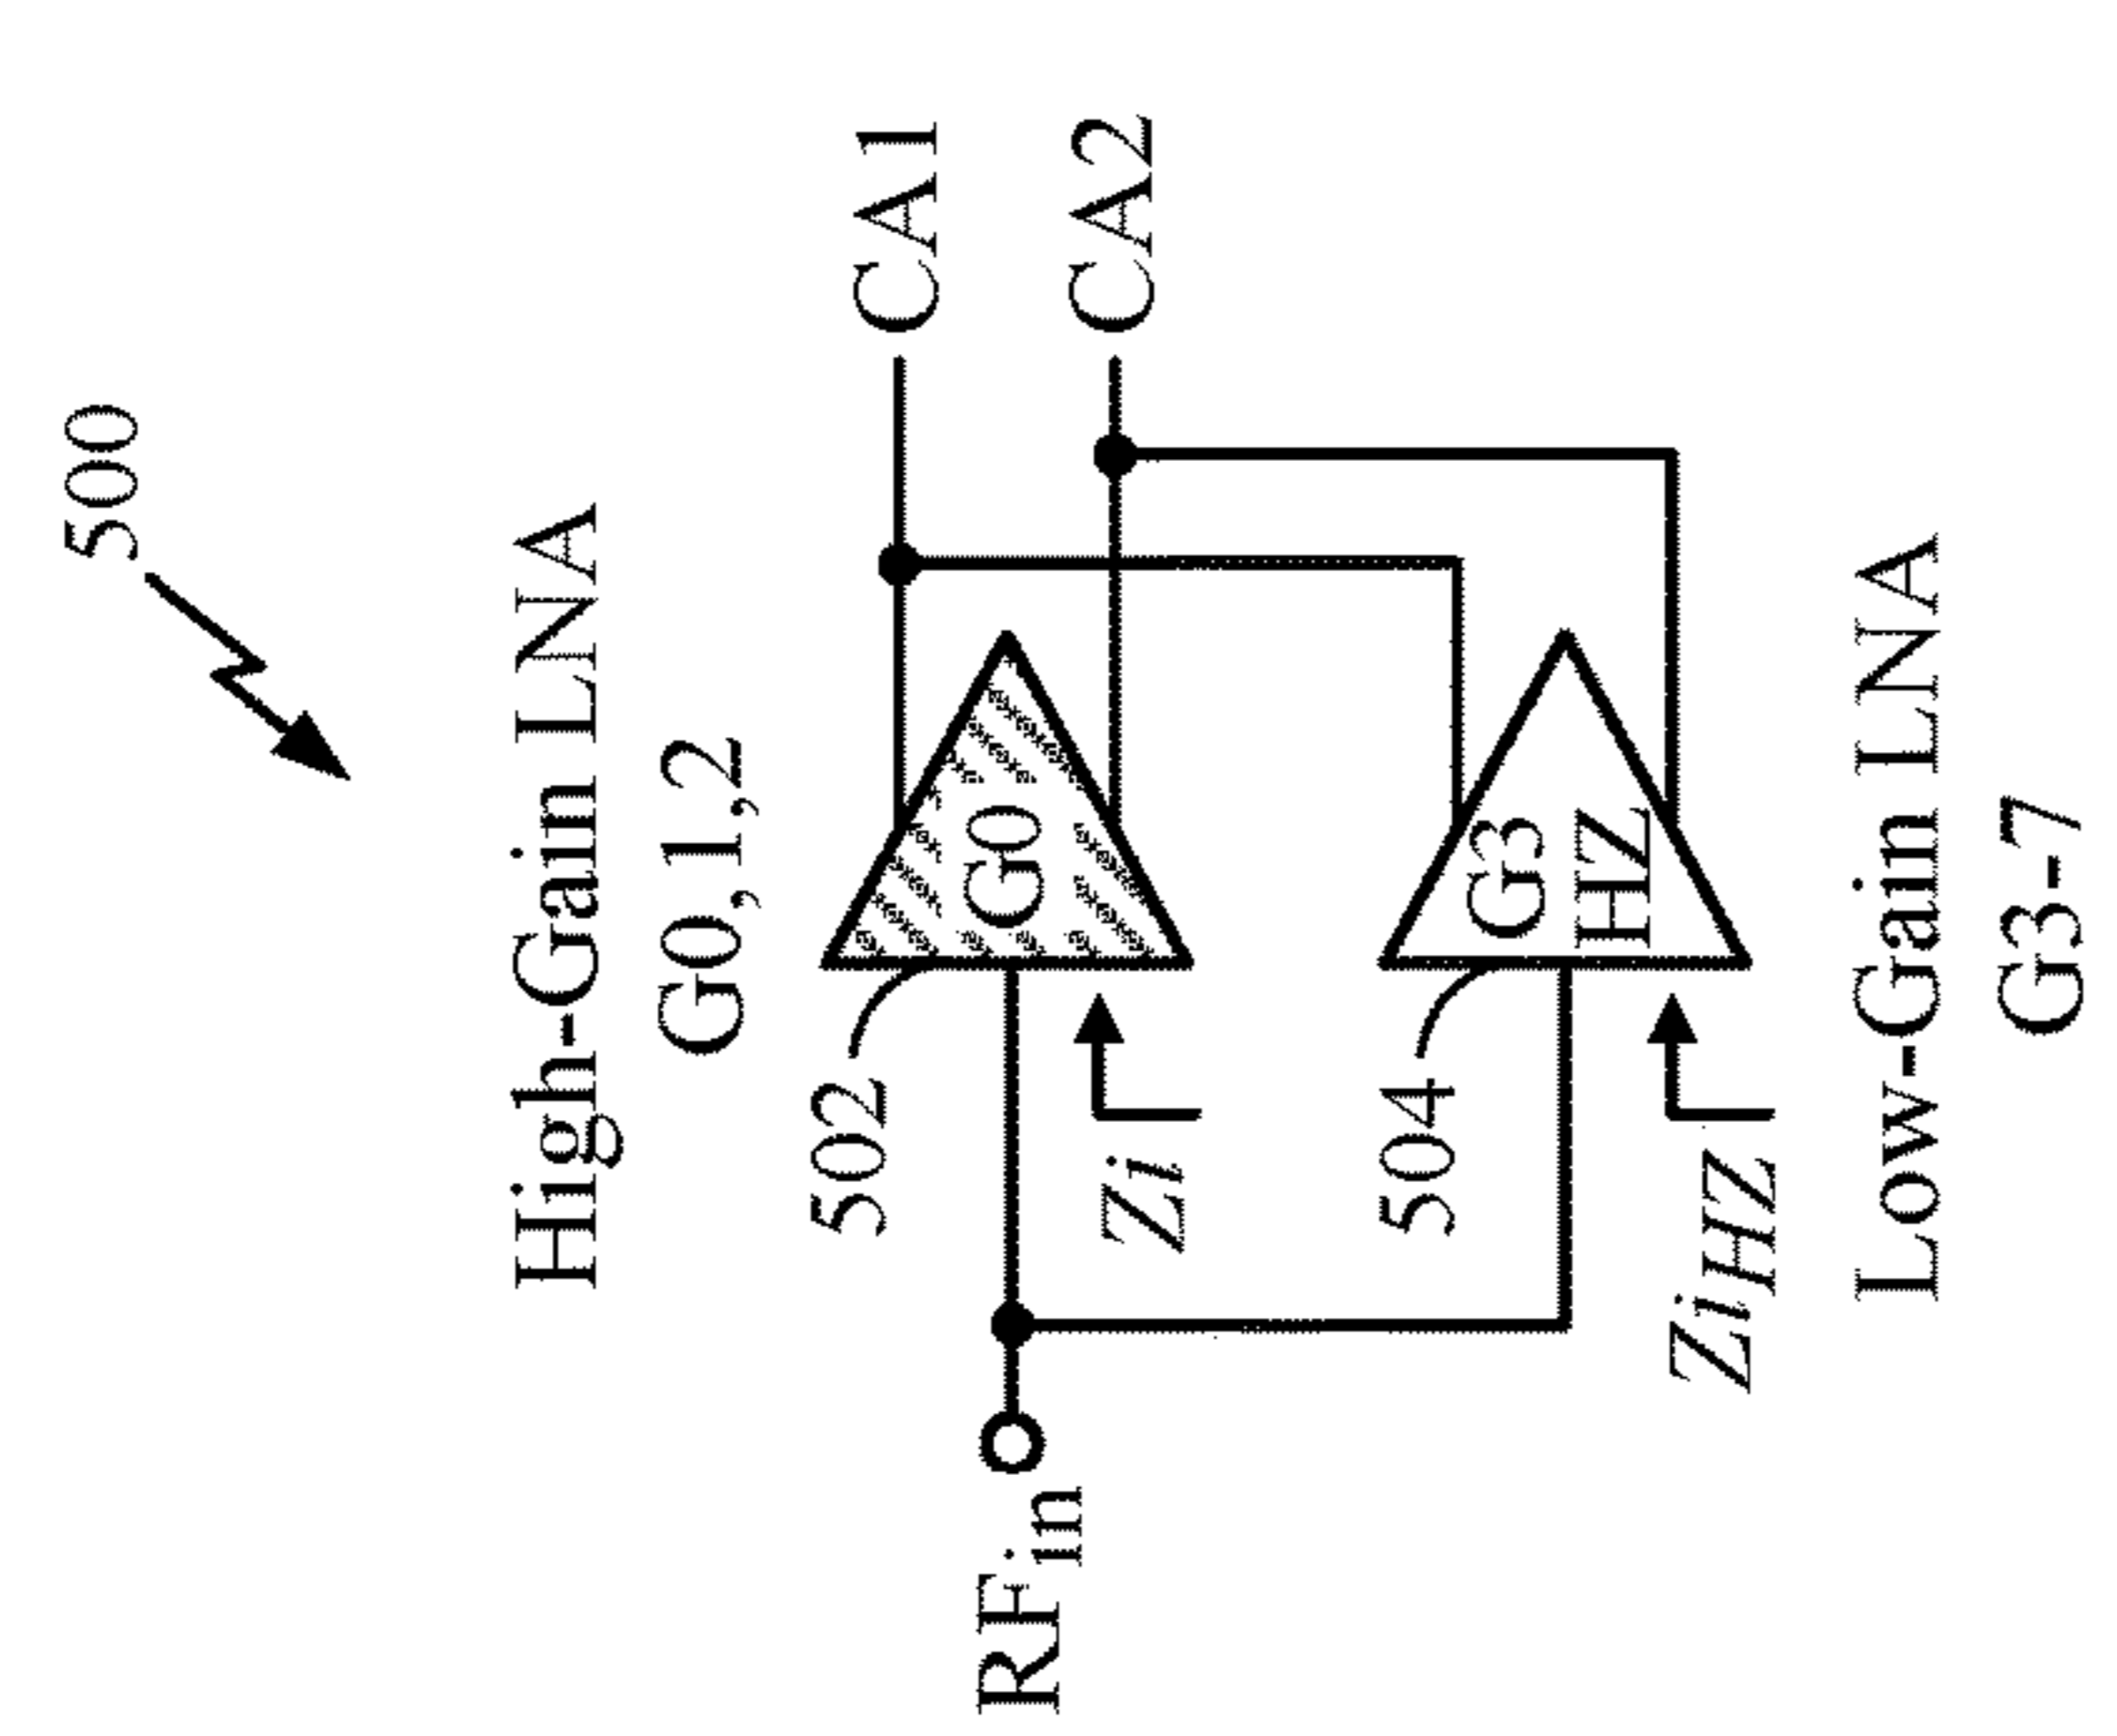 500
High-Gain LNA
G0,1,2
502
G0
CA1
CA2
RFin
Zi
504
G3
HZ
ZiHZ
Low-Gain LNA
G3-7